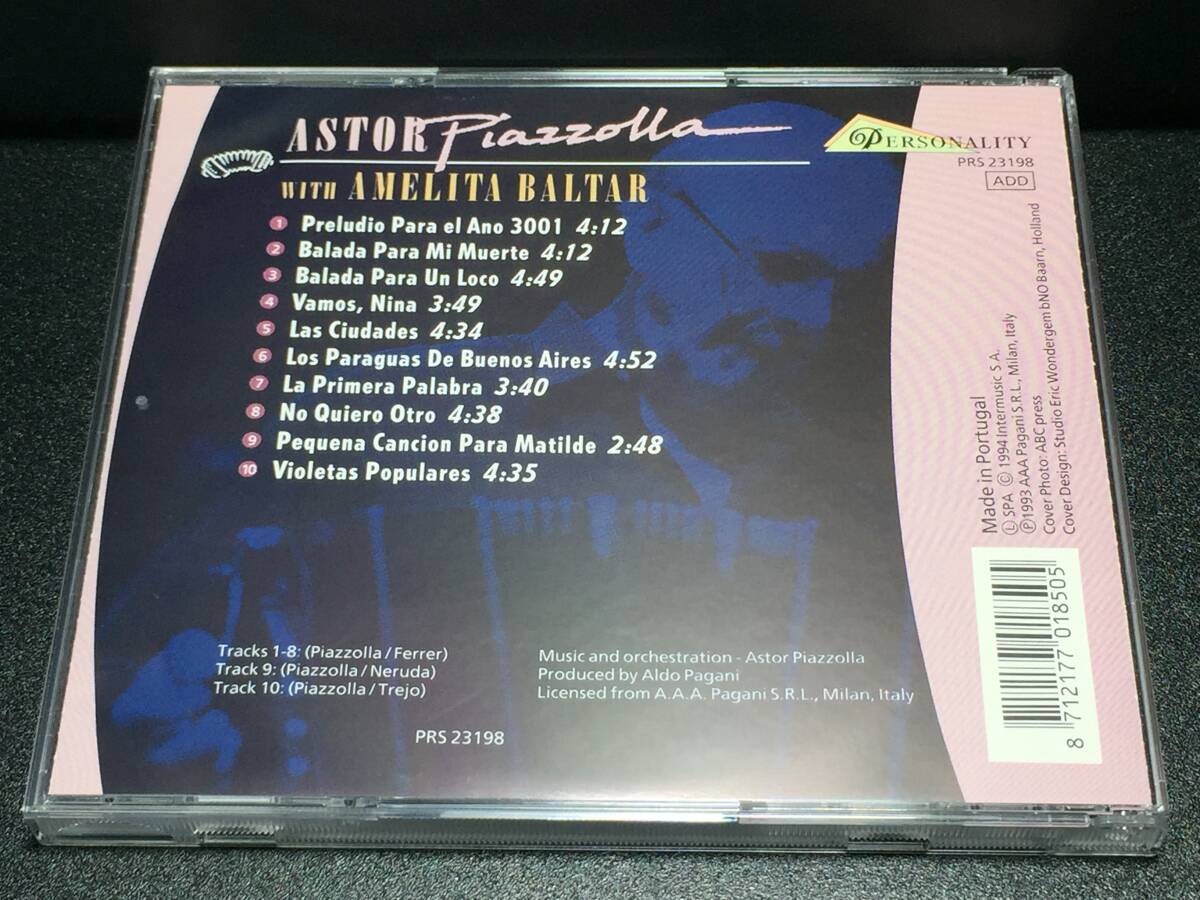 ASTOR Piazzolla
WITH AMELITA BALTAR
PERSONALITY
PRS 23198
ADD
1 Preludio Para el Ano 3001 4:12
2 Balada Para Mi Muerte 4:12
3 Balada Para Un Loco 4:49
4 Vamos, Nina 3:49
5 Las Ciudades 4:34
6 Los Paraguas De Buenos Aires 4:52
7 La Primera Palabra 3:40
8 No Quiero Otro 4:38
9 Pequena Cancion Para Matilde 2:48
10 Violetas Populares 4:35
Tracks 1-8: (Piazzolla / Ferrer)
Track 9: (Piazzolla / Neruda)
Track 10: (Piazzolla / Trejo)
Music and orchestration - Astor Piazzolla
Produced by Aldo Pagani
Licensed from A.A.A. Pagani S.R.L., Milan, Italy
PRS 23198
Made in Portugal
Ⓛ SPA © 1994 Intermusic S.A.
℗ 1993 AAA Pagani S.R.L., Milan, Italy
Cover Photo: ABC press
Cover Design: Studio Eric Wondergem bNO Baarn, Holland
8 712177 018505